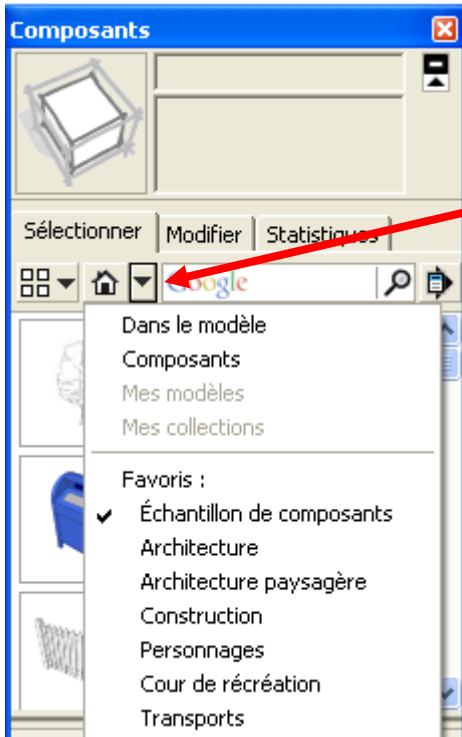 Composants
Sélectionner Modifier Statistiques
Google
Dans le modèle
Composants
Mes modèles
Mes collections
Favoris :
Échantillon de composants
Architecture
Architecture paysagère
Construction
Personnages
Cour de récréation
Transports